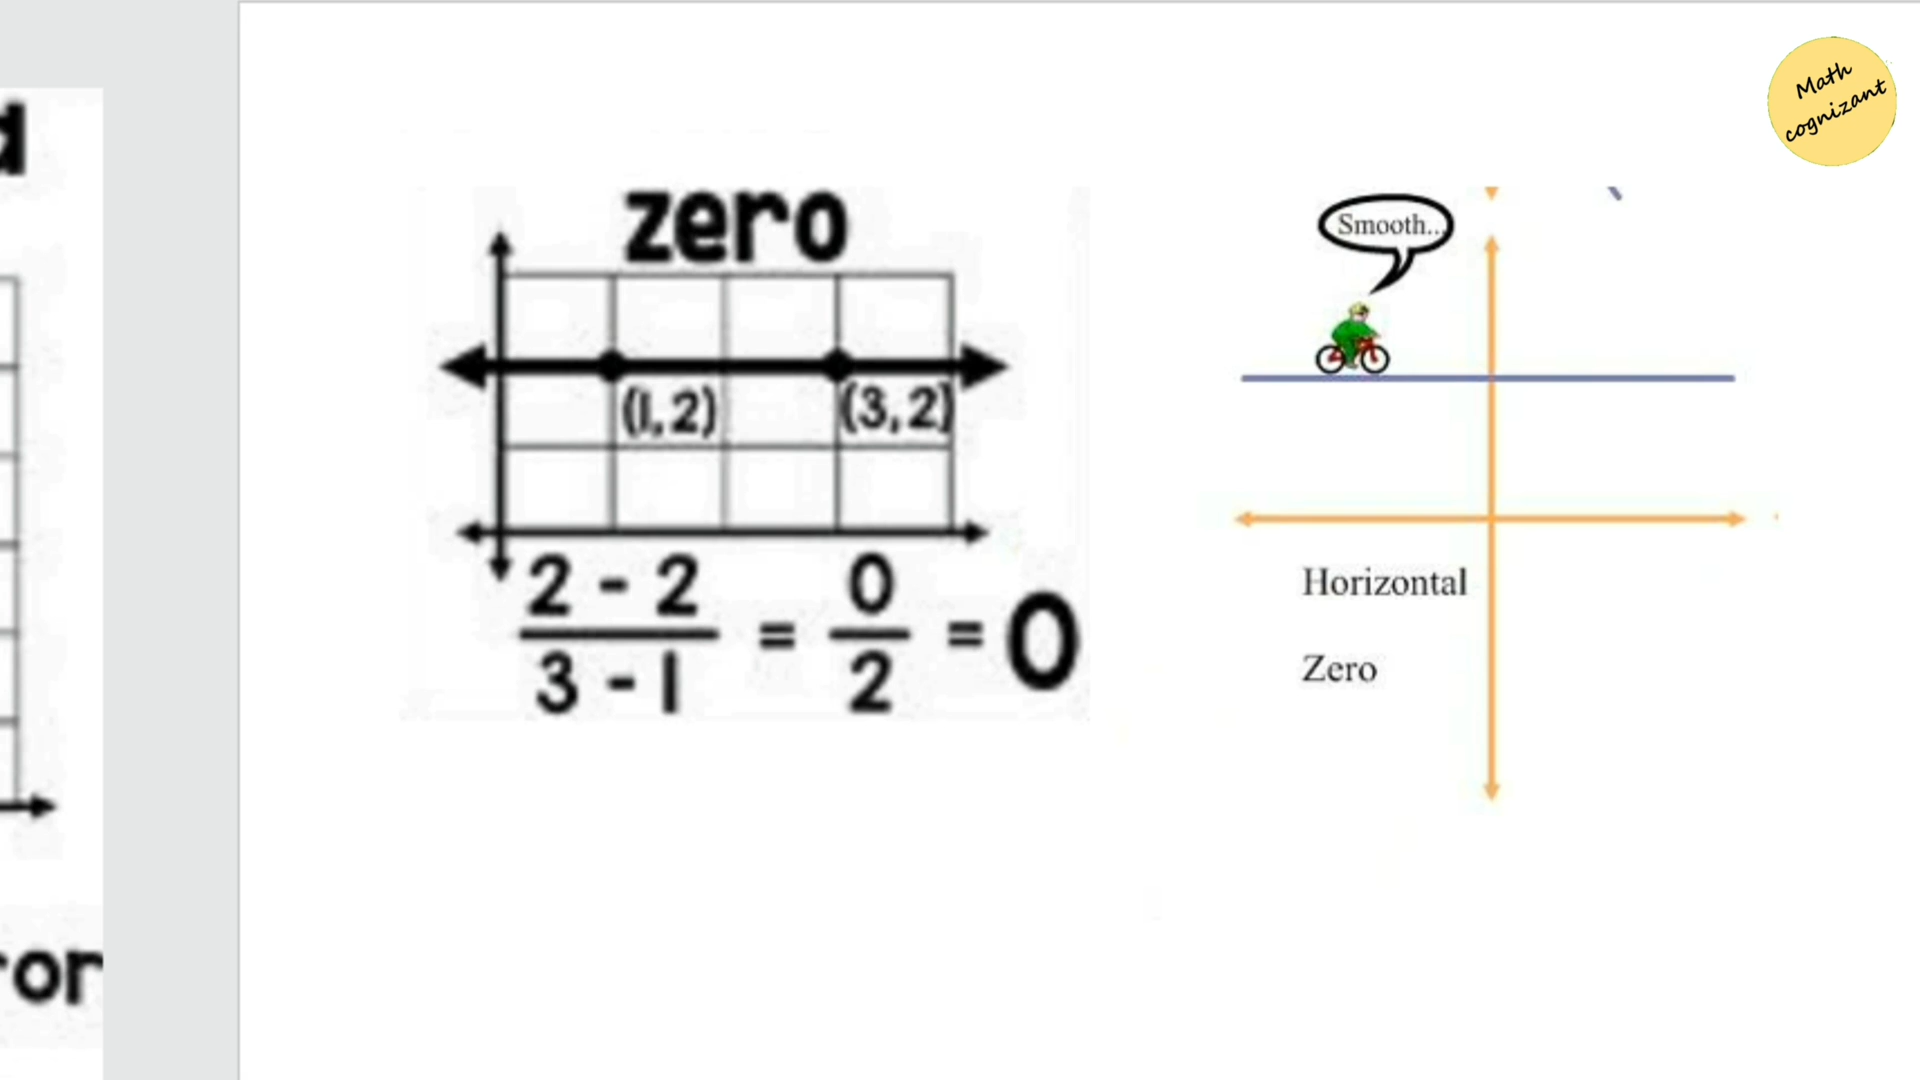 zero
(1,2)
(3,2)
2 - 2
3 - 1
=
0
2
= 0
Smooth...
Horizontal
Zero
Math
cognizant